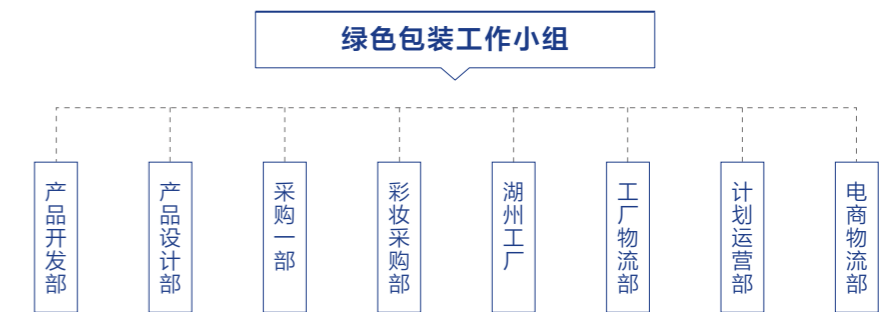 绿色包装工作小组
产品开发部
产品设计部
采购一部
彩妆采购部
湖州工厂
工厂物流部
计划运营部
电商物流部